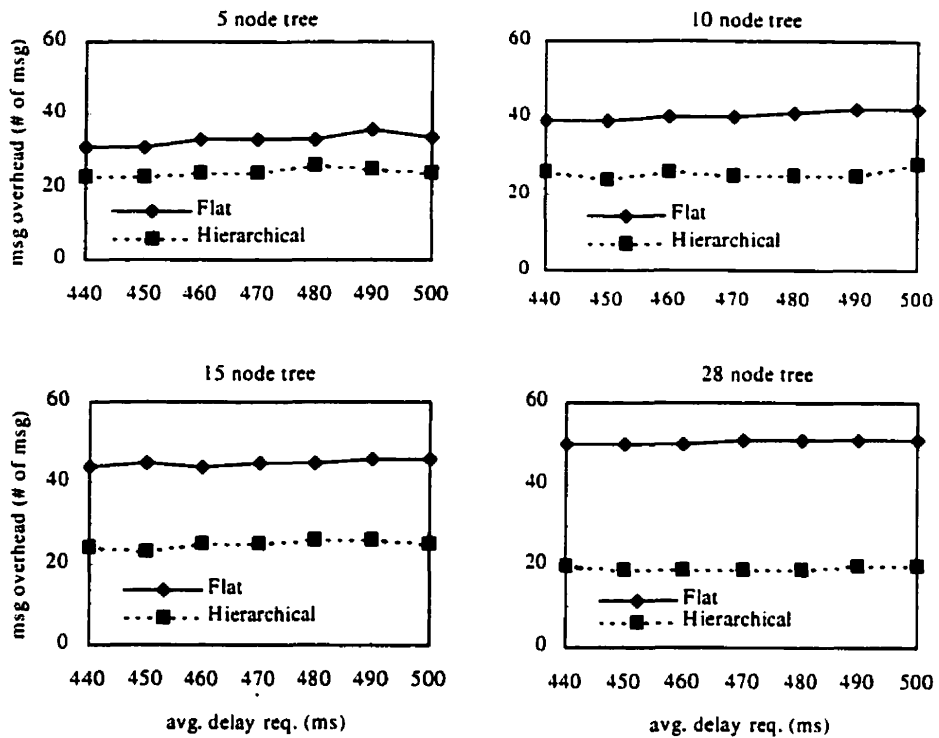 5 node tree
msg overhead (# of msg)
60
40
20
0
Flat
Hierarchical
440 450 460 470 480 490 500
10 node tree
60
40
20
0
Flat
Hierarchical
440 450 460 470 480 490 500
15 node tree
msg overhead (# of msg)
60
40
20
0
Flat
Hierarchical
440 450 460 470 480 490 500
avg. delay req. (ms)
28 node tree
60
40
20
0
Flat
Hierarchical
440 450 460 470 480 490 500
avg. delay req. (ms)